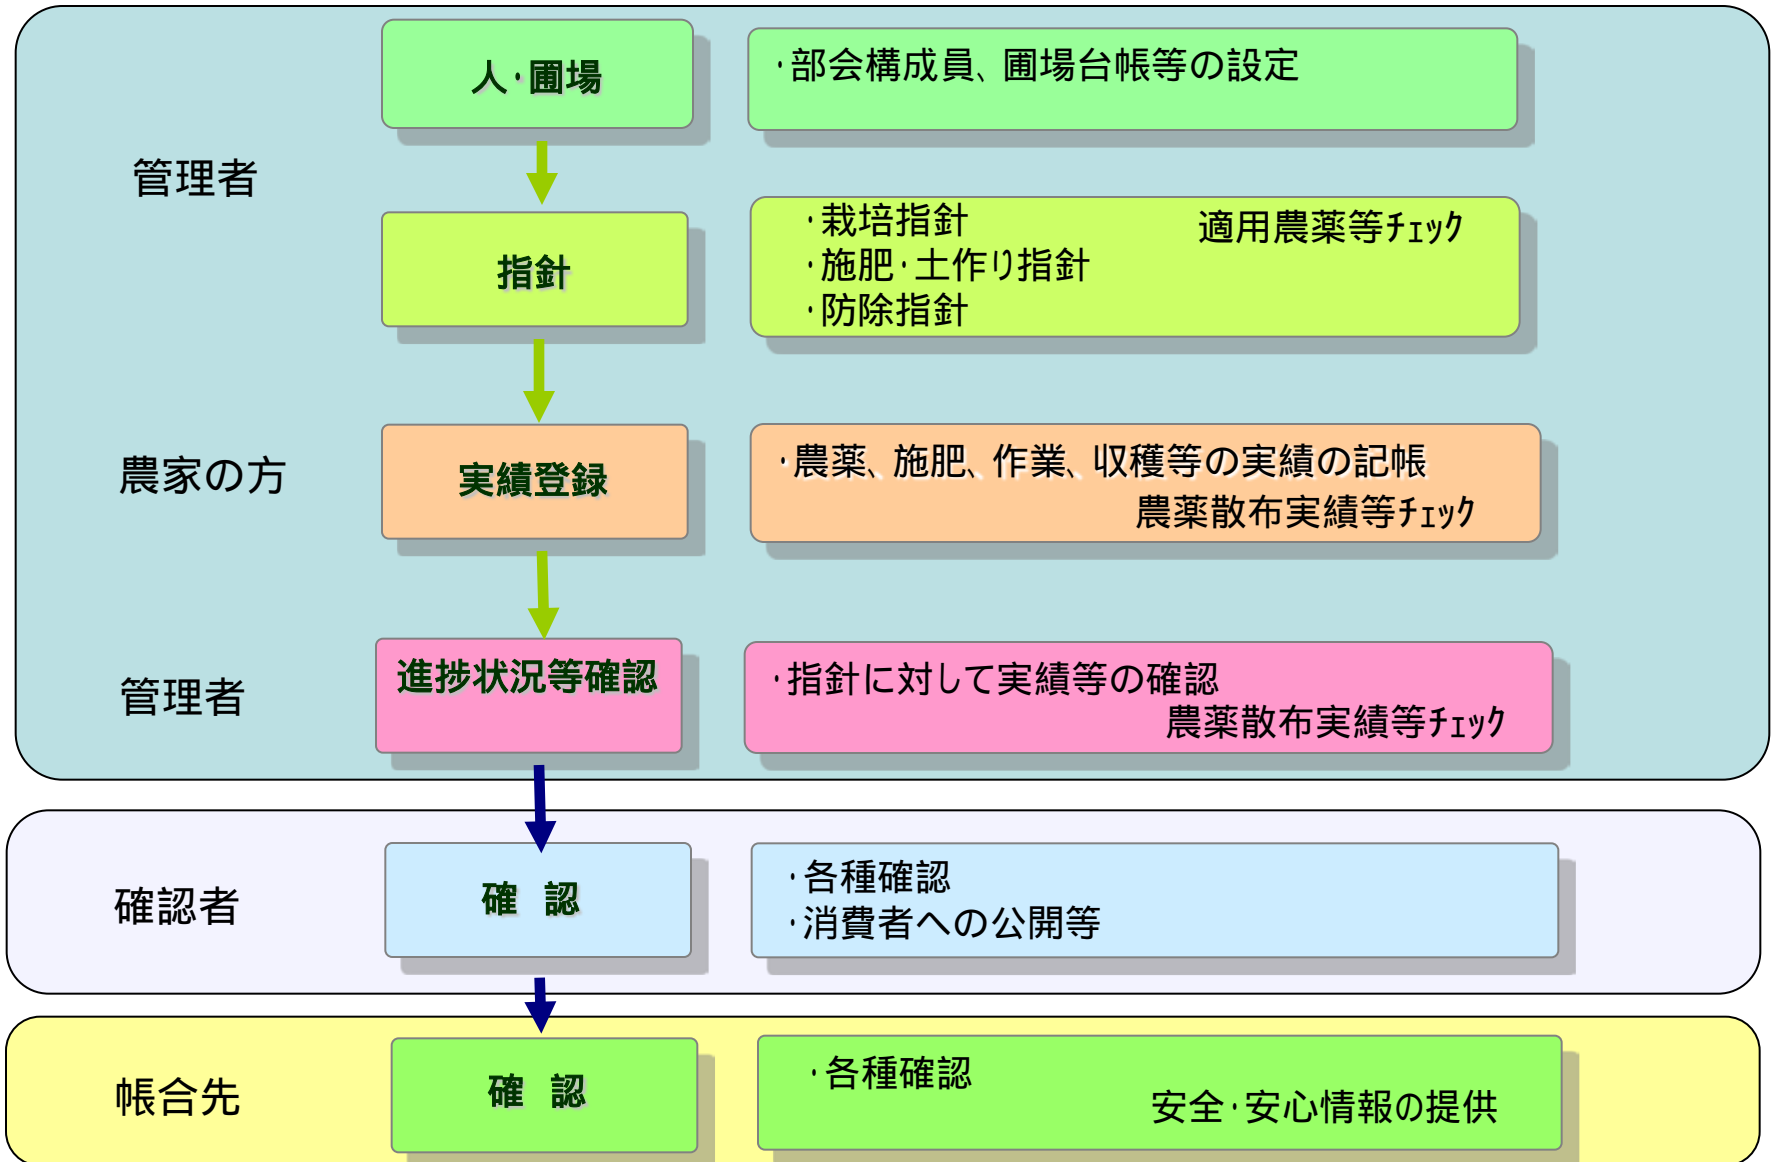 人・圃場
・部会構成員、圃場台帳等の設定
管理者
指針
・栽培指針
適用農薬等ﾁｪｯｸ
・施肥・土作り指針
・防除指針
農家の方
実績登録
・農薬、施肥、作業、収穫等の実績の記帳
農薬散布実績等ﾁｪｯｸ
管理者
進捗状況等確認
・指針に対して実績等の確認
農薬散布実績等ﾁｪｯｸ
確認者
確　認
・各種確認
・消費者への公開等
帳合先
確　認
・各種確認
安全・安心情報の提供